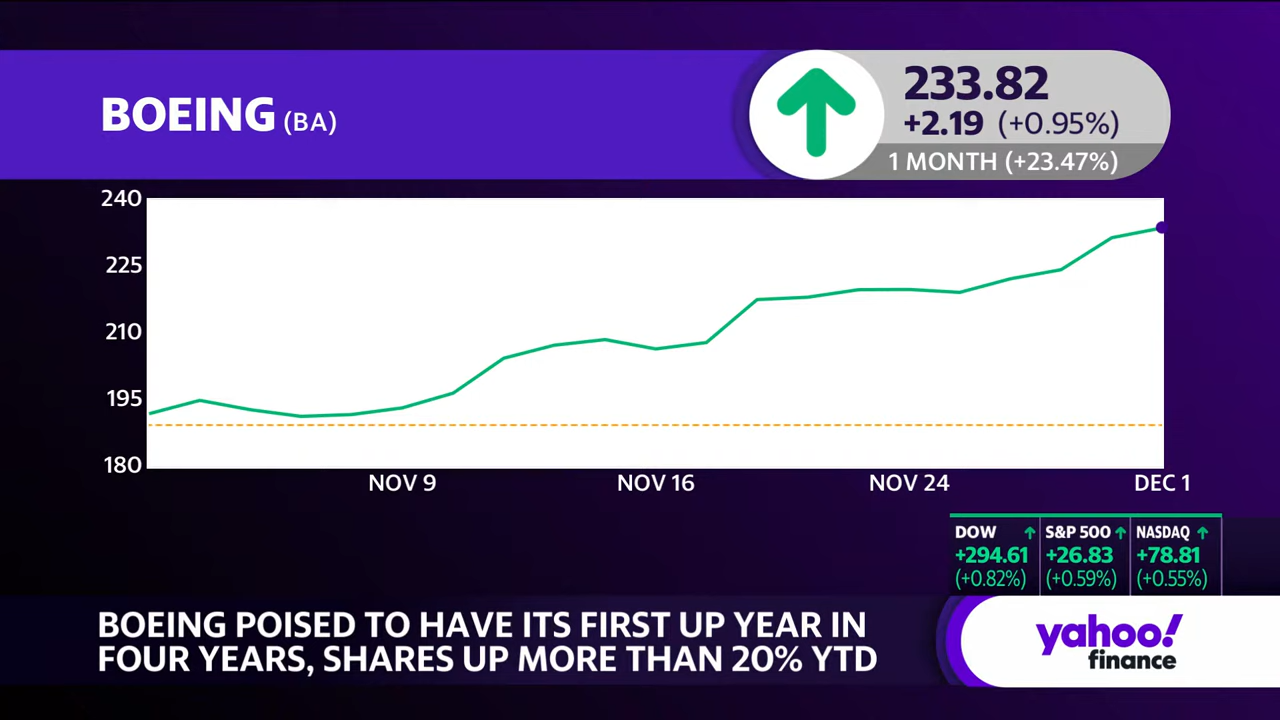 BOEING (BA)
233.82
+2.19 (+0.95%)
1 MONTH (+23.47%)
240
225
210
195
180
NOV 9 NOV 16 NOV 24 DEC 1
DOW S&P 500 NASDAQ
+294.61 +26.83 +78.81
(+0.82%) (+0.59%) (+0.55%)
BOEING POISED TO HAVE ITS FIRST UP YEAR IN
FOUR YEARS, SHARES UP MORE THAN 20% YTD
yahoo!
finance